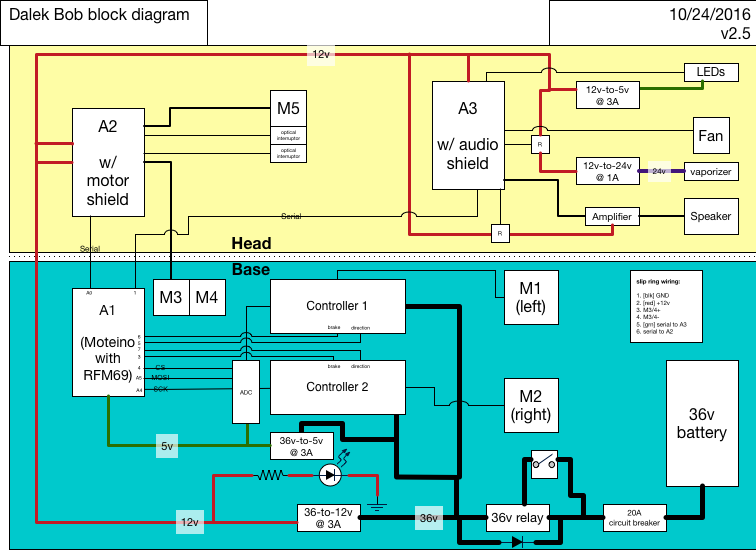 Dalek Bob block diagram
10/24/2016
v2.5
12v
LEDs
12v-to-5v
@ 3A
A3
w/ audio
shield
M5
optical
interruptor
optical
interruptor
A2
w/
motor
shield
Fan
R
12v-to-24v
@ 1A
24v
vaporizer
Amplifier
Speaker
R
Serial
Serial
Head
Base
A0
1
A1
(Moteino
with
RFM69)
M3
M4
Controller 1
brake
direction
M1
(left)
slip ring wiring:
1. [blk] GND
2. [red] +12v
3. M3/4+
4. M3/4-
5. [grn] serial to A3
6. serial to A2
3
4
A5
A4
CS
MOSI
SCK
ADC
brake
direction
Controller 2
M2
(right)
36v
battery
5v
36v-to-5v
@ 3A
12v
36-to-12v
@ 3A
36v
36v relay
20A
circuit breaker